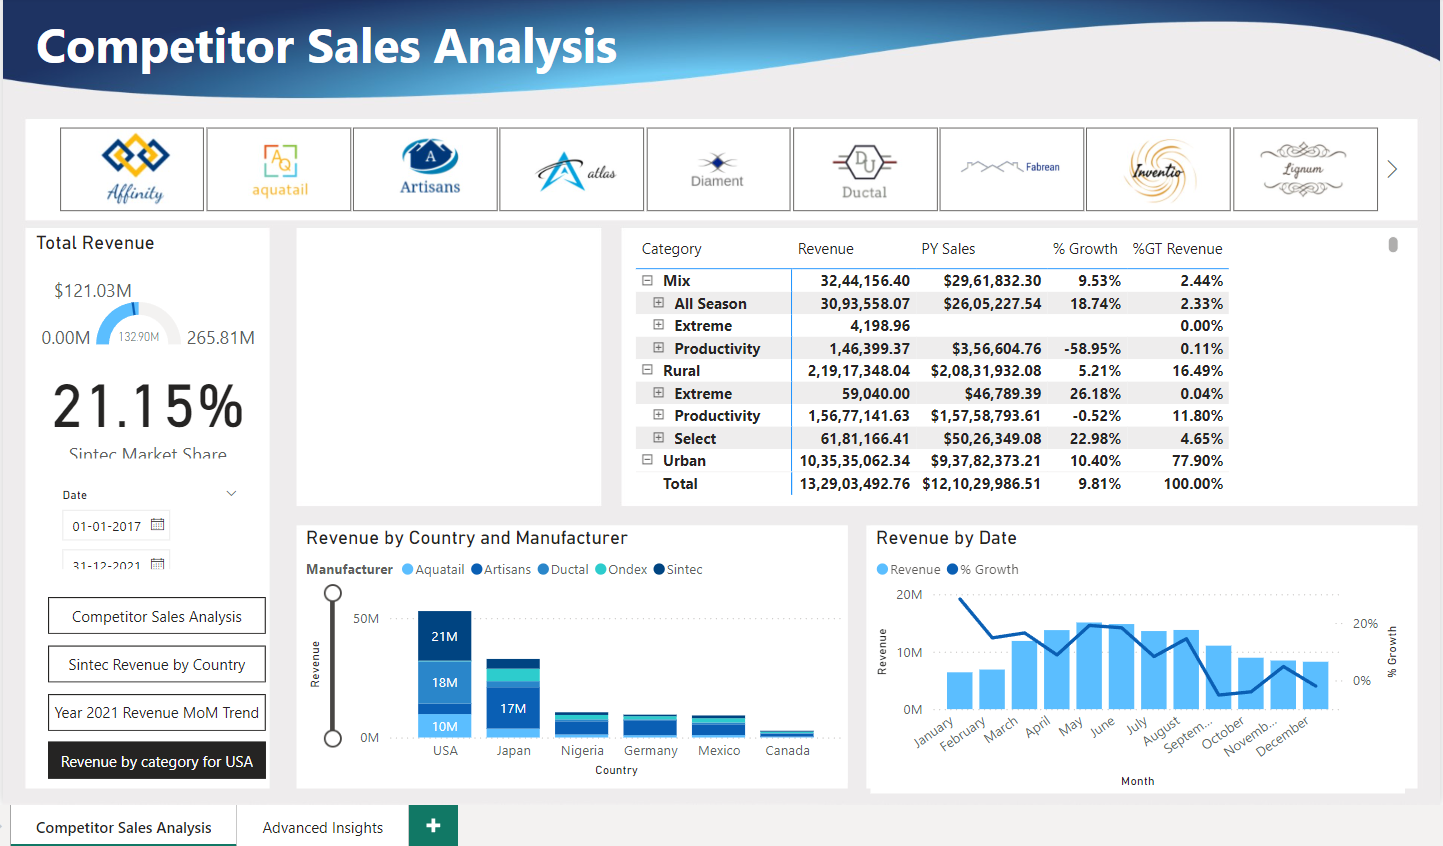 Competitor Sales Analysis
Affinity
AQ
aquatail
A
Artisans
atlas
Diament
DU
Ductal
Fabrean
Inventio
Lignum
Total Revenue
$121.03M
0.00M
132.90M
265.81M
21.15%
Sintec Market Share
Date
01-01-2017
31-12-2021
Competitor Sales Analysis
Sintec Revenue by Country
Year 2021 Revenue MoM Trend
Revenue by category for USA
Category Revenue PY Sales % Growth %GT Revenue
Mix 32,44,156.40 $29,61,832.30 9.53% 2.44%
All Season 30,93,558.07 $26,05,227.54 18.74% 2.33%
Extreme 4,198.96 0.00%
Productivity 1,46,399.37 $3,56,604.76 -58.95% 0.11%
Rural 2,19,17,348.04 $2,08,31,932.08 5.21% 16.49%
Extreme 59,040.00 $46,789.39 26.18% 0.04%
Productivity 1,56,77,141.63 $1,57,58,793.61 -0.52% 11.80%
Select 61,81,166.41 $50,26,349.08 22.98% 4.65%
Urban 10,35,35,062.34 $9,37,82,373.21 10.40% 77.90%
Total 13,29,03,492.76 $12,10,29,986.51 9.81% 100.00%
Revenue by Country and Manufacturer
Manufacturer Aquatail Artisans Ductal Ondex Sintec
Revenue
50M
0M
21M
18M
10M
17M
USA Japan Nigeria Germany Mexico Canada
Country
Revenue by Date
Revenue % Growth
Revenue
20M
10M
0M
20%
0%
% Growth
January February March April May June July August Septem... October Novemb... December
Month
Competitor Sales Analysis Advanced Insights +